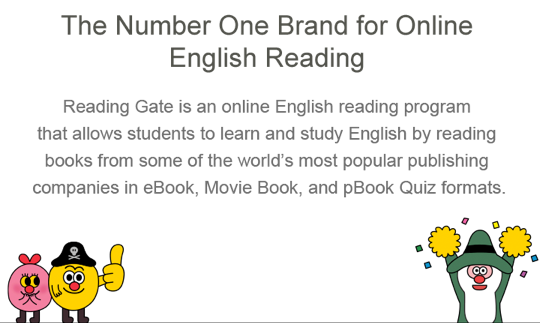 The Number One Brand for Online
English Reading
Reading Gate is an online English reading program
that allows students to learn and study English by reading
books from some of the world’s most popular publishing
companies in eBook, Movie Book, and pBook Quiz formats.